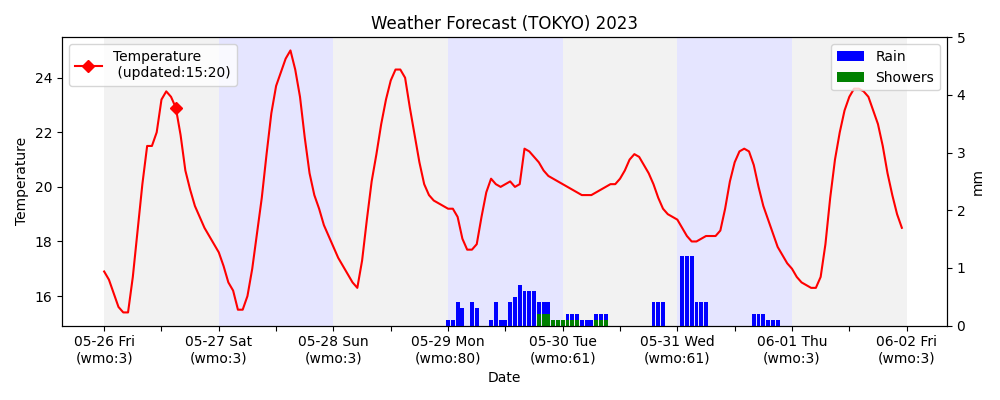 Weather Forecast (TOKYO) 2023
Temperature
(updated:15:20)
Rain
Showers
24
22
20
18
16
Temperature
5
4
3
2
1
0
mm
05-26 Fri
(wmo:3)
05-27 Sat
(wmo:3)
05-28 Sun
(wmo:3)
05-29 Mon
(wmo:80)
05-30 Tue
(wmo:61)
05-31 Wed
(wmo:61)
06-01 Thu
(wmo:3)
06-02 Fri
(wmo:3)
Date